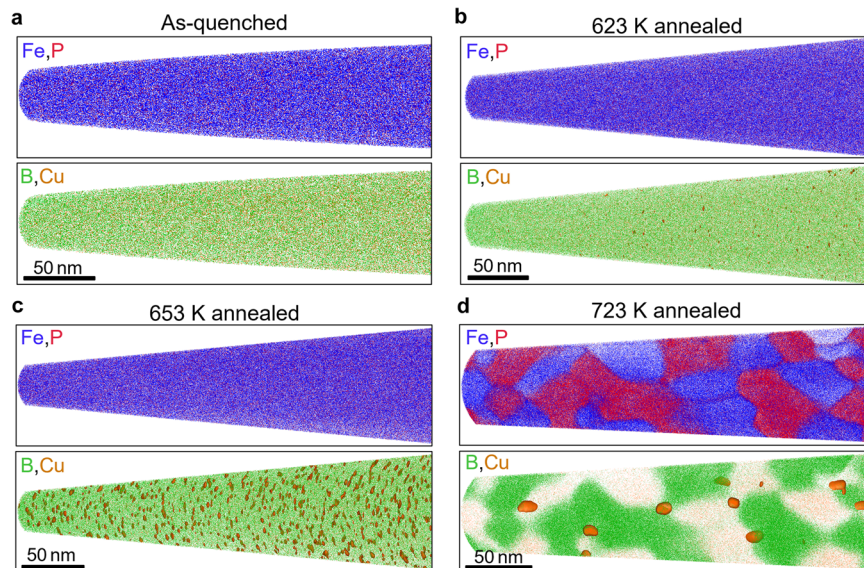 a
As-quenched
Fe,P
B,Cu
50 nm
b
623 K annealed
Fe,P
B,Cu
50 nm
c
653 K annealed
Fe,P
B,Cu
50 nm
d
723 K annealed
Fe,P
B,Cu
50 nm